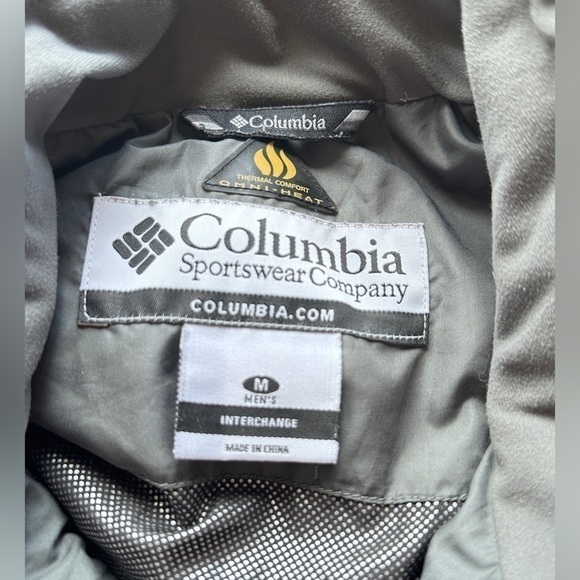 Columbia
THERMAL COMFORT
OMNI-HEAT
Columbia
Sportswear Company
COLUMBIA.COM
M
MEN'S
INTERCHANGE
MADE IN CHINA